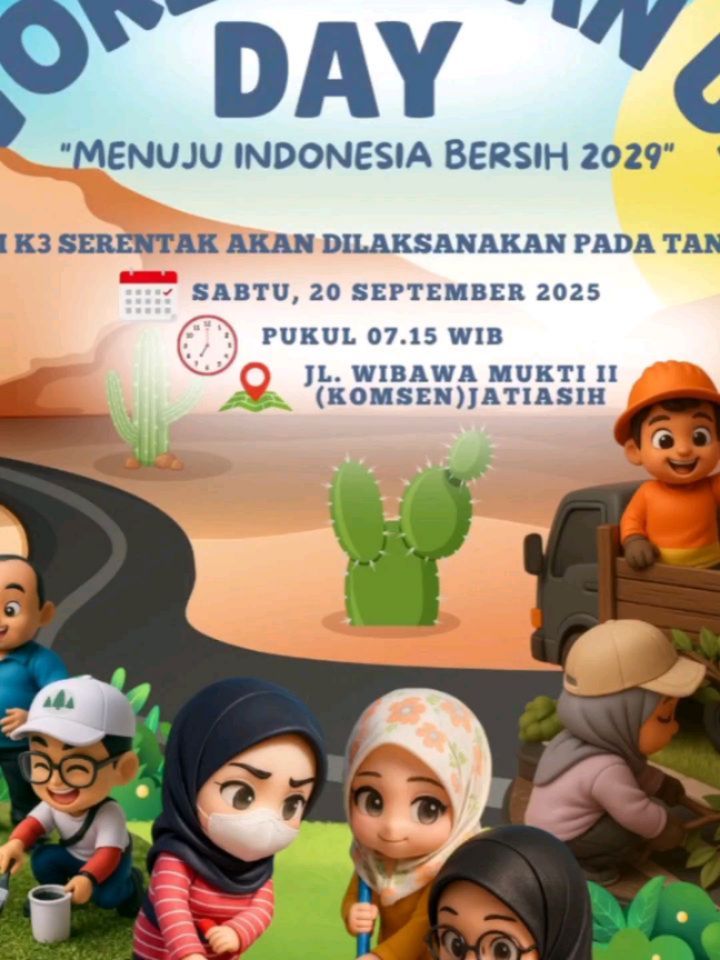 DAY
"MENUJU INDONESIA BERSIH 2029"
K3 SERENTAK AKAN DILAKSANAKAN PADA
SABTU, 20 SEPTEMBER 2025
PUKUL 07.15 WIB
JL. WIBAWA MUKTI II
(KOMSEN)JATIASIH